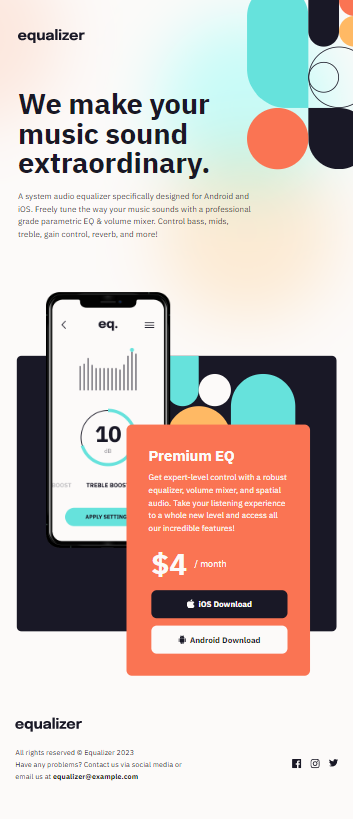 equalizer
We make your
music sound
extraordinary.
A system audio equalizer specifically designed for Android and
iOS. Freely tune the way your music sounds with a professional
grade parametric EQ & volume mixer. Control bass, mids,
treble, gain control, reverb, and more!
eq.
10
dB
BOOST TREBLE BOOST
APPLY SETTING
Premium EQ
Get expert-level control with a robust
equalizer, volume mixer, and spatial
audio. Take your listening experience
to a whole new level and access all
our incredible features!
$4 / month
iOS Download
Android Download
equalizer
All rights reserved © Equalizer 2023
Have any problems? Contact us via social media or
email us at equalizer@example.com